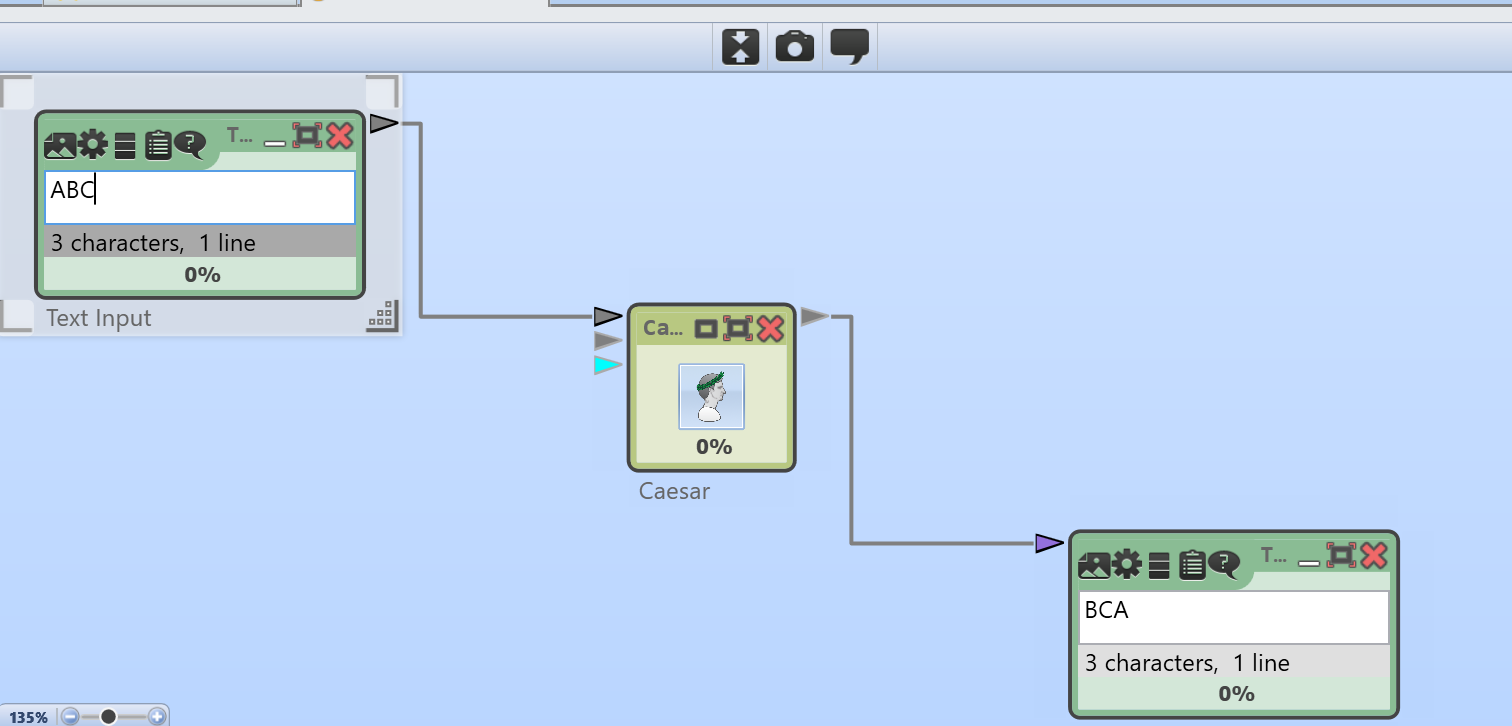 T...
ABC
3 characters, 1 line
0%
Text Input
Ca...
0%
Caesar
T...
BCA
3 characters, 1 line
0%
135%